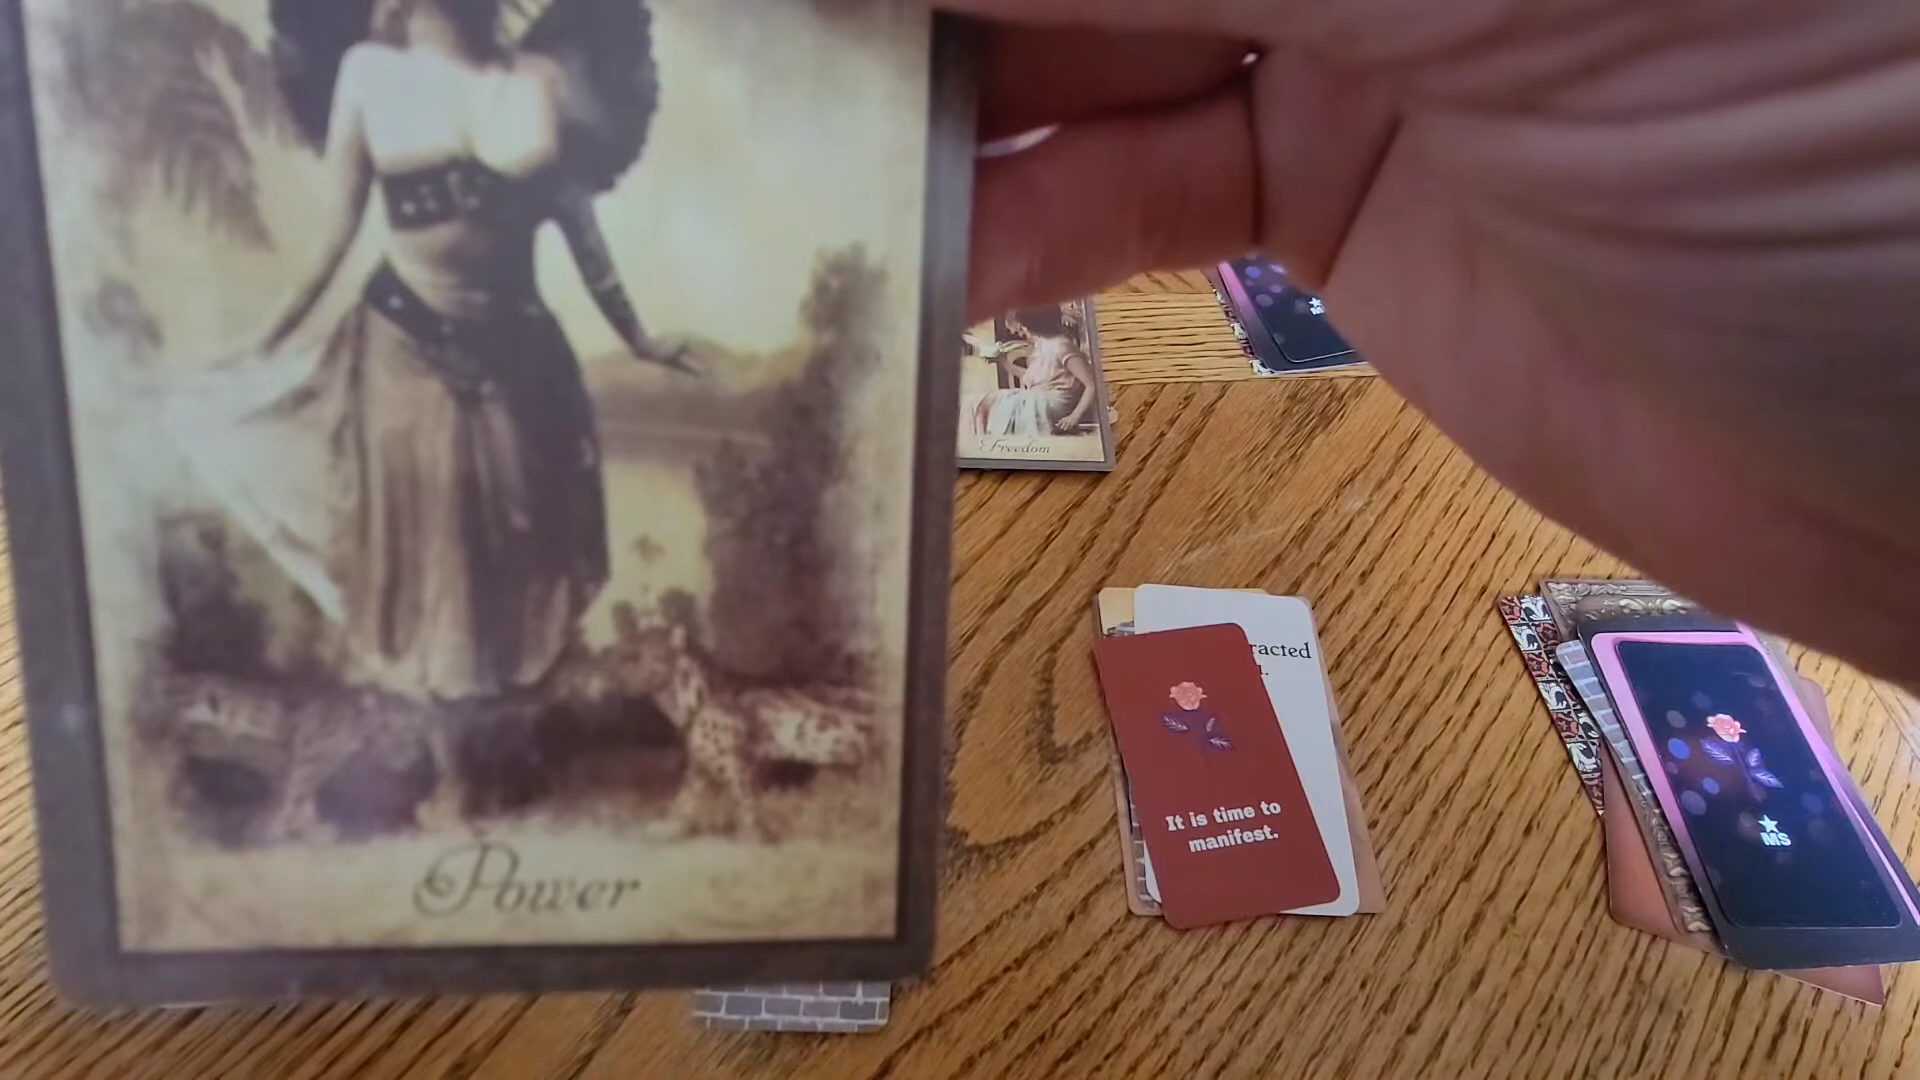 Power
Freedom
racted
It is time to
manifest.
MS